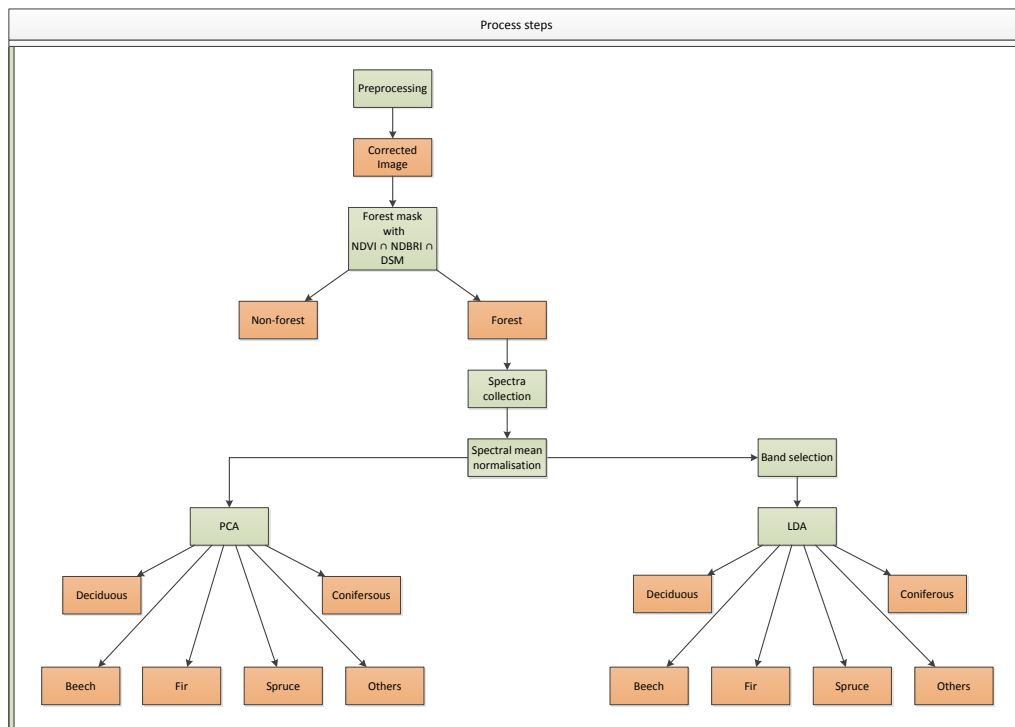 Process steps
Preprocessing
Corrected
Image
Forest mask
with
NDVI ∩ NDBRI ∩
DSM
Non-forest
Forest
Spectra
collection
Spectral mean
normalisation
Band selection
PCA
LDA
Deciduous
Conifersous
Deciduous
Coniferous
Beech
Fir
Spruce
Others
Beech
Fir
Spruce
Others